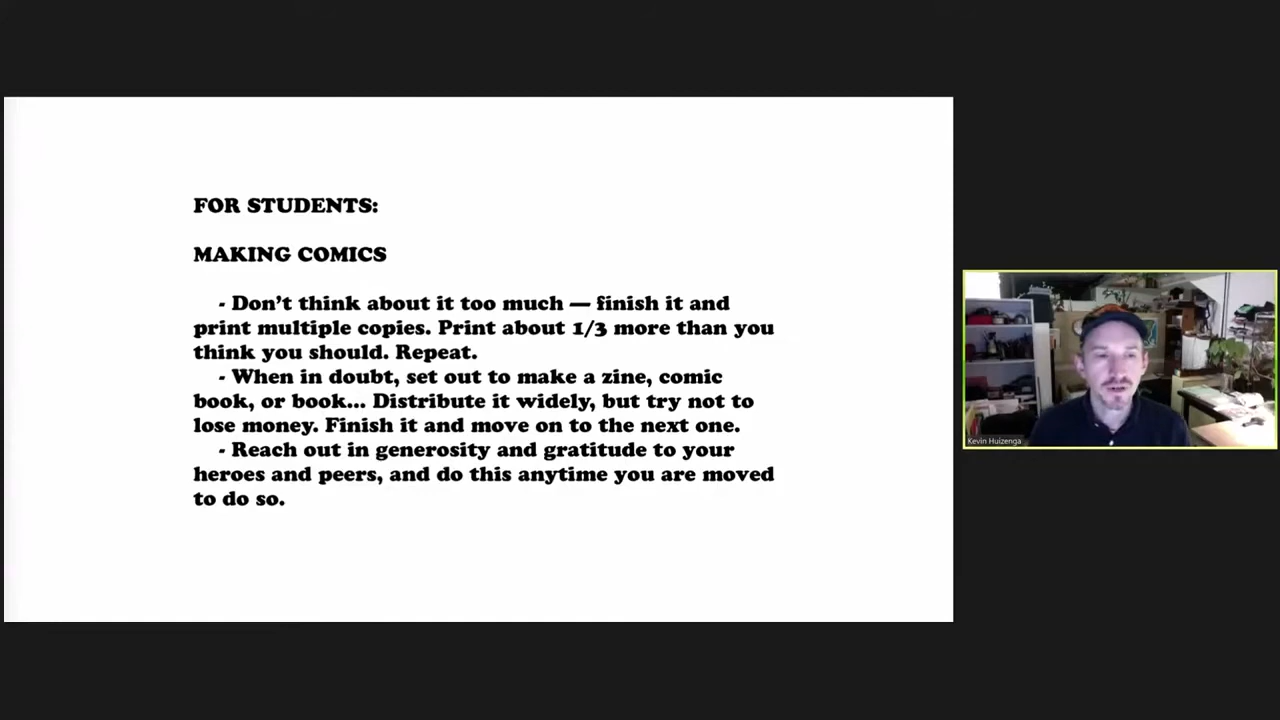 FOR STUDENTS:
MAKING COMICS
- Don’t think about it too much — finish it and
print multiple copies. Print about 1/3 more than you
think you should. Repeat.
- When in doubt, set out to make a zine, comic
book, or book... Distribute it widely, but try not to
lose money. Finish it and move on to the next one.
- Reach out in generosity and gratitude to your
heroes and peers, and do this anytime you are moved
to do so.
Kevin Huizenga